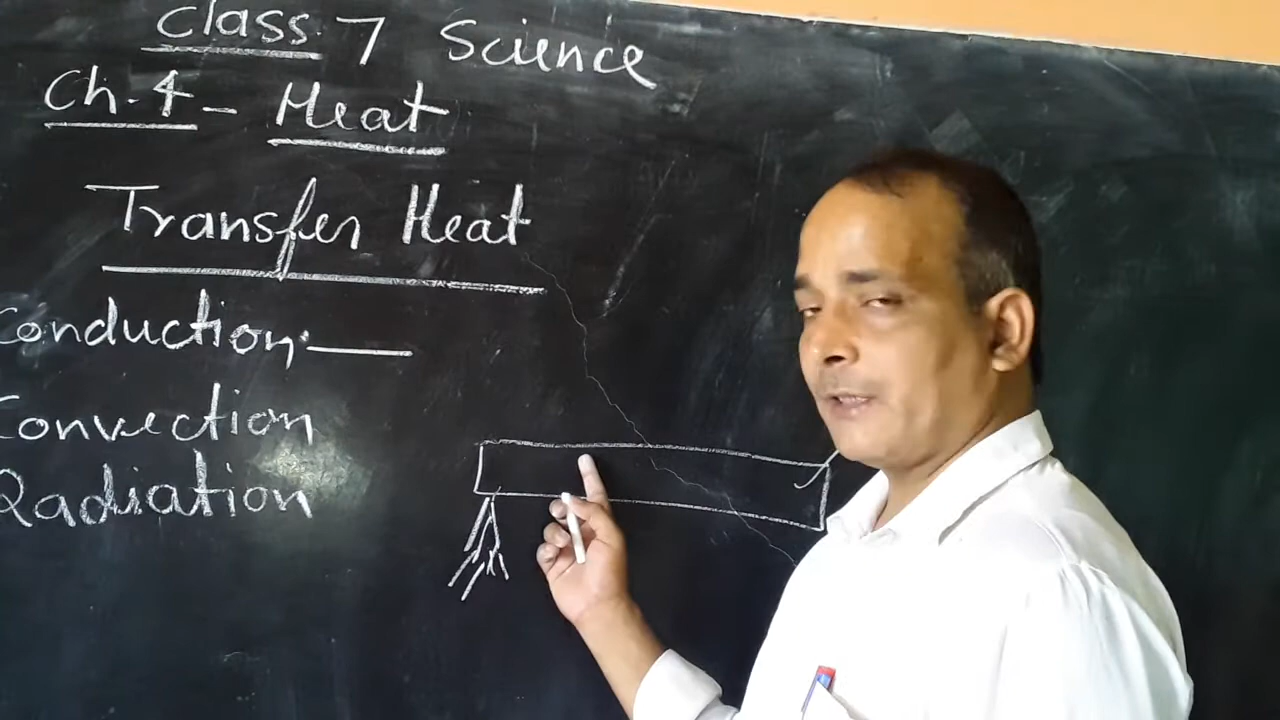 Class 7 Science
Ch. 4 - Heat
Transfer Heat
Conduction:—
Convection
Radiation